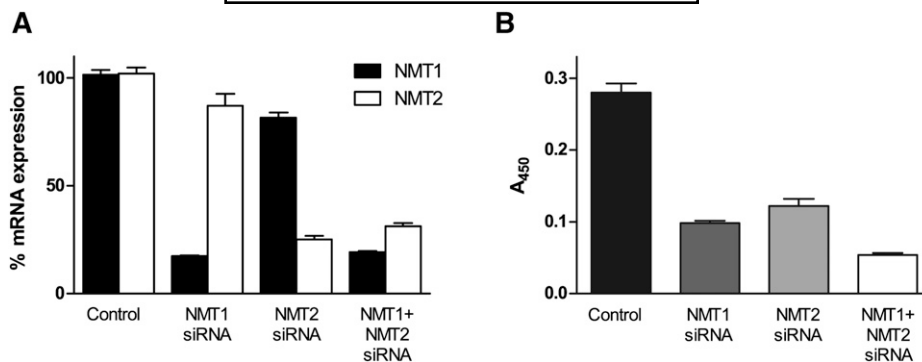 A
B
% mRNA expression
100
50
0
NMT1
NMT2
Control
NMT1
siRNA
NMT2
siRNA
NMT1+
NMT2
siRNA
A450
0.3
0.2
0.1
0.0
Control
NMT1
siRNA
NMT2
siRNA
NMT1+
NMT2
siRNA